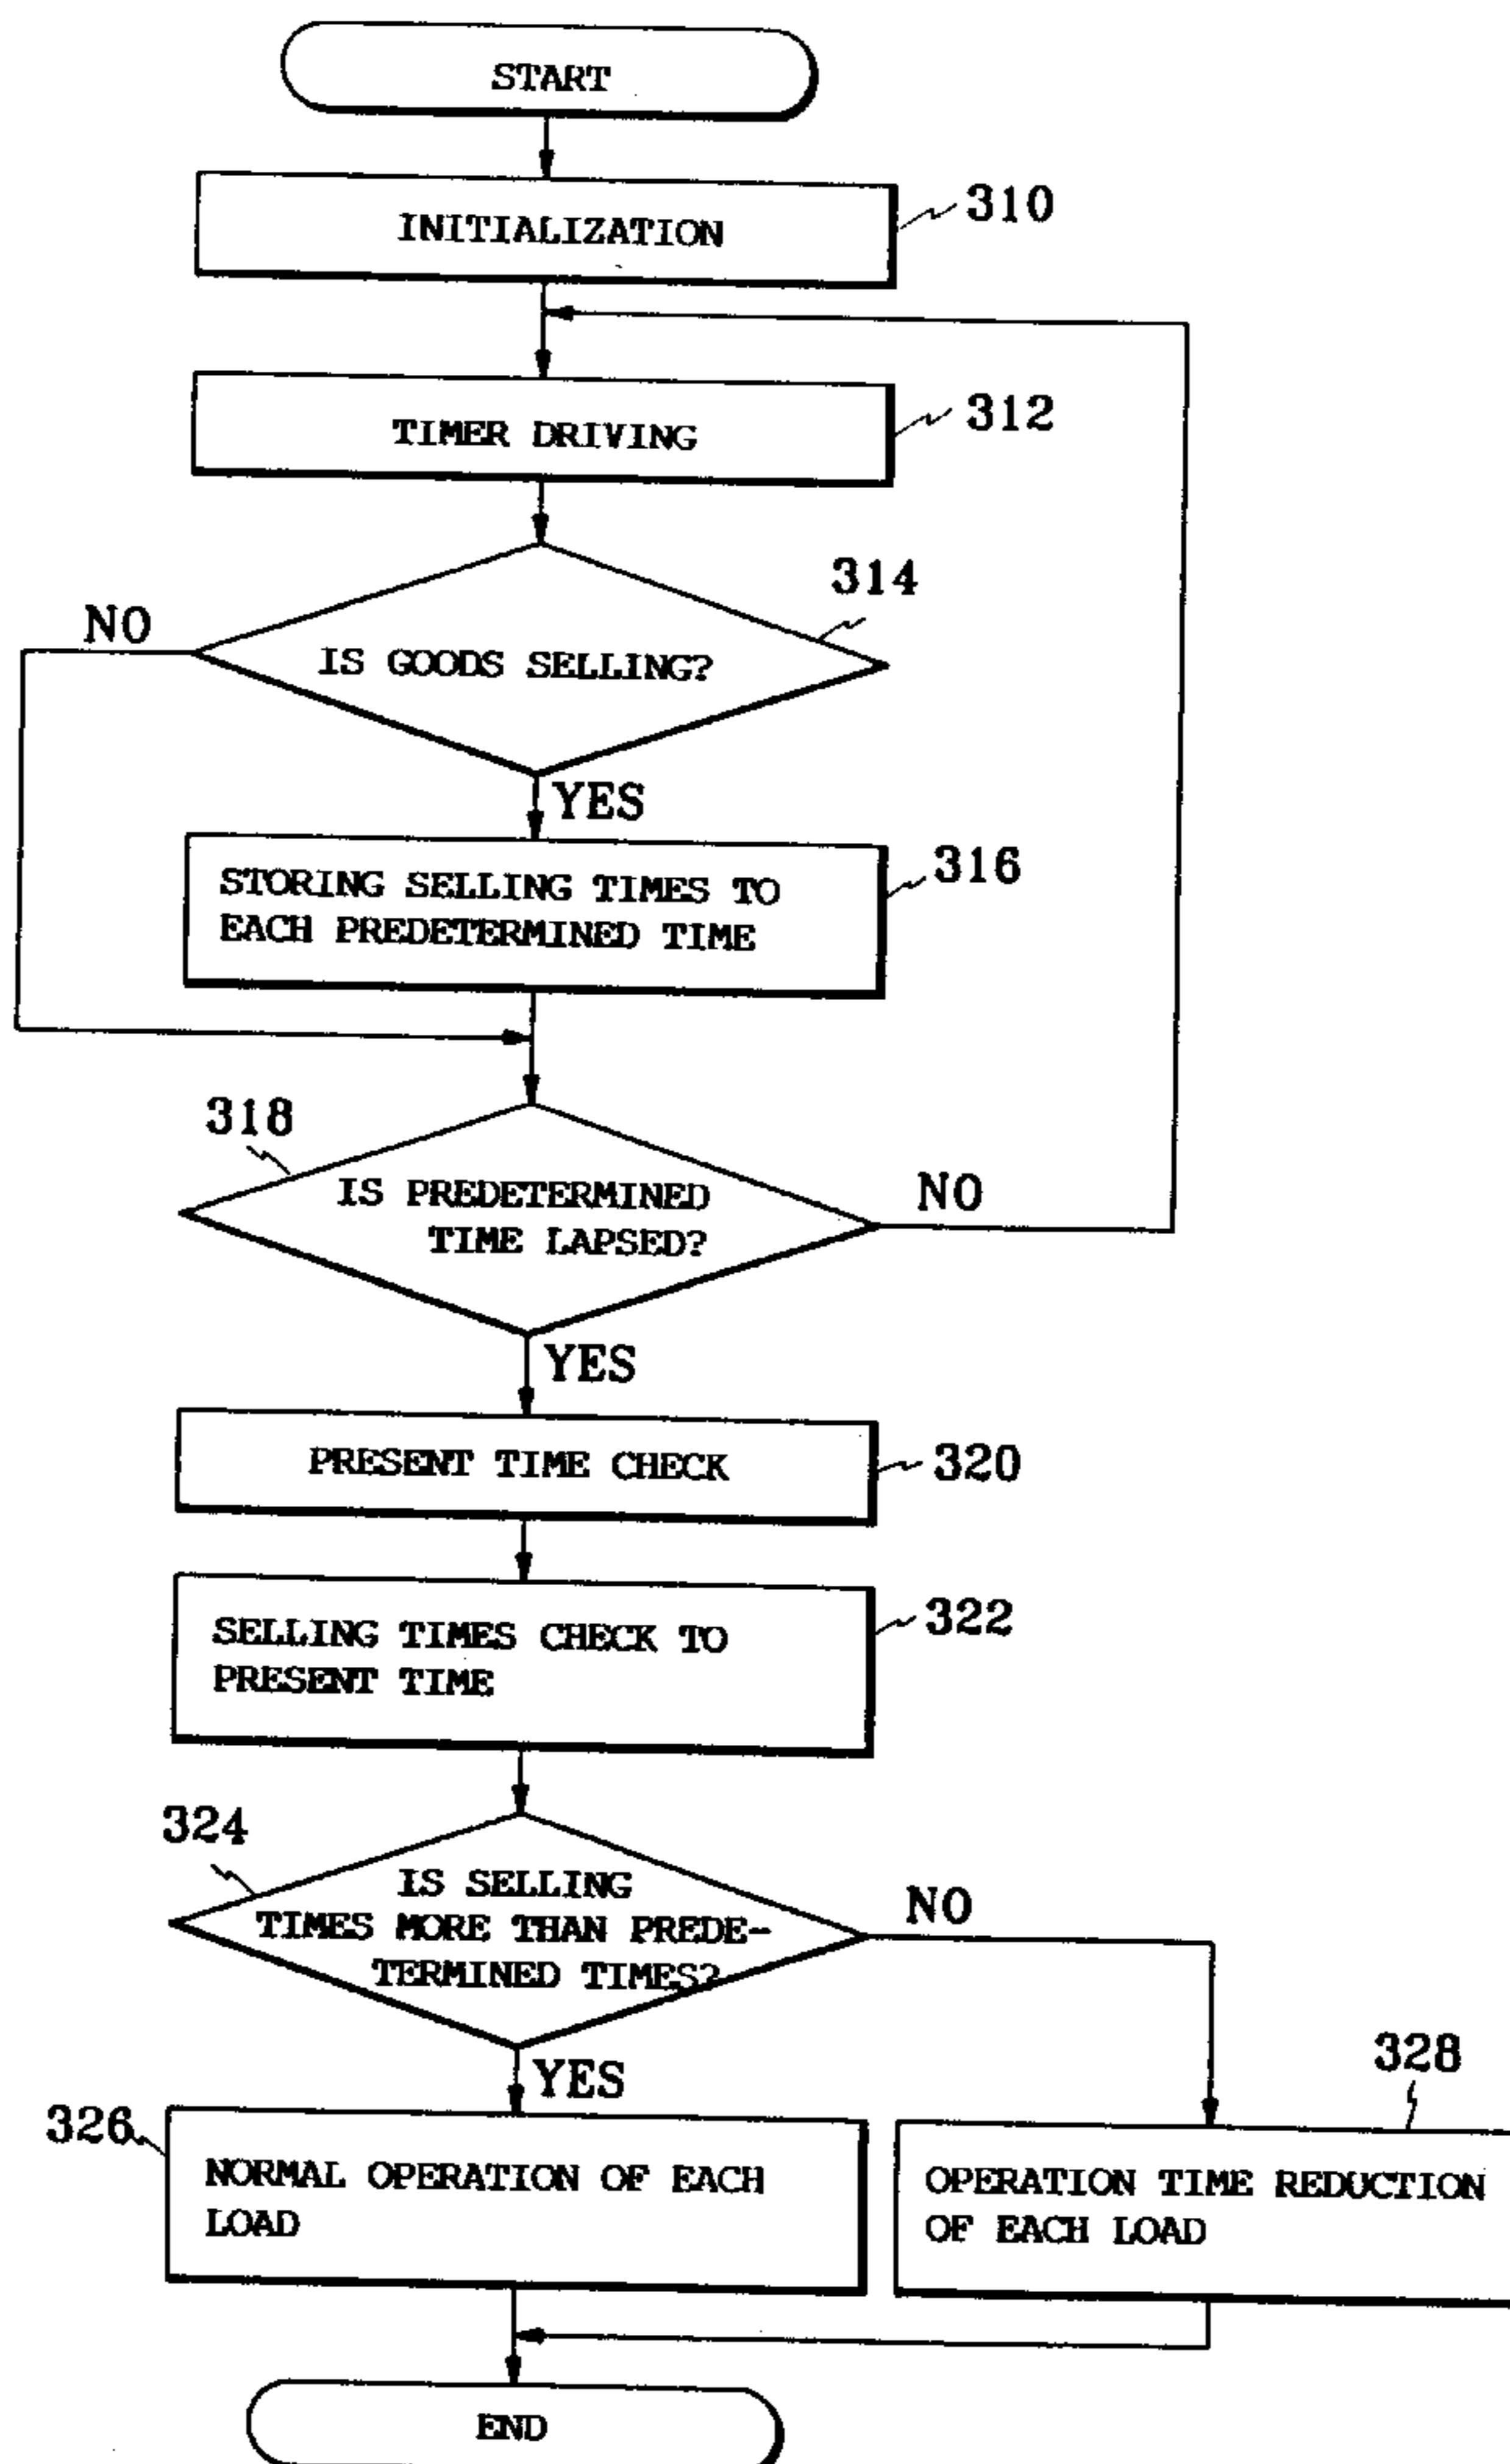 START
INITIALIZATION
310
TIMER DRIVING
312
314
NO
IS GOODS SELLING?
YES
STORING SELLING TIMES TO
EACH PREDETERMINED TIME
316
318
IS PREDETERMINED
TIME LAPSED?
NO
YES
PRESENT TIME CHECK
320
SELLING TIMES CHECK TO
PRESENT TIME
322
324
IS SELLING
TIMES MORE THAN PREDE-
TERMINED TIMES?
NO
YES
326
NORMAL OPERATION OF EACH
LOAD
328
OPERATION TIME REDUCTION
OF EACH LOAD
END